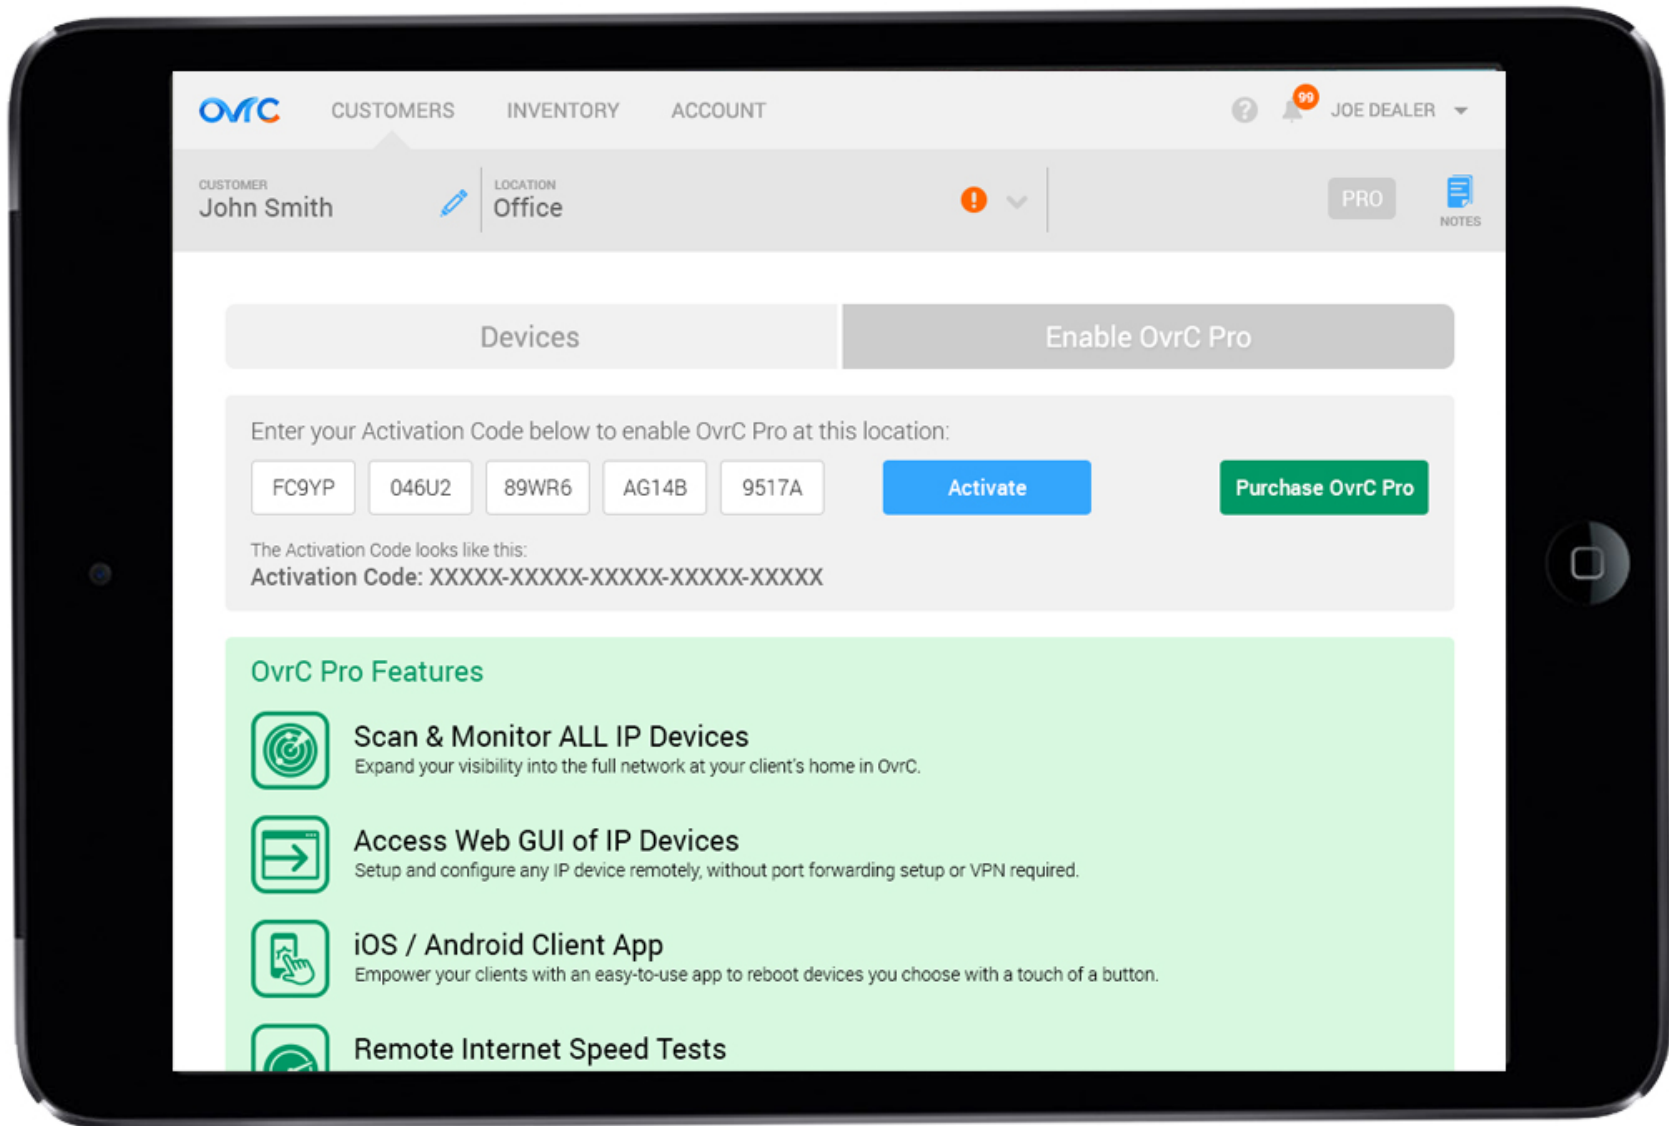 OvrC CUSTOMERS INVENTORY ACCOUNT 99 JOE DEALER
CUSTOMER LOCATION
John Smith Office PRO
NOTES
Devices Enable OvrC Pro
Enter your Activation Code below to enable OvrC Pro at this location:
FC9YP 046U2 89WR6 AG14B 9517A Activate Purchase OvrC Pro
The Activation Code looks like this:
Activation Code: XXXXX-XXXXX-XXXXX-XXXXX-XXXXX
OvrC Pro Features
Scan & Monitor ALL IP Devices
Expand your visibility into the full network at your client's home in OvrC.
Access Web GUI of IP Devices
Setup and configure any IP device remotely, without port forwarding setup or VPN required.
iOS / Android Client App
Empower your clients with an easy-to-use app to reboot devices you choose with a touch of a button.
Remote Internet Speed Tests